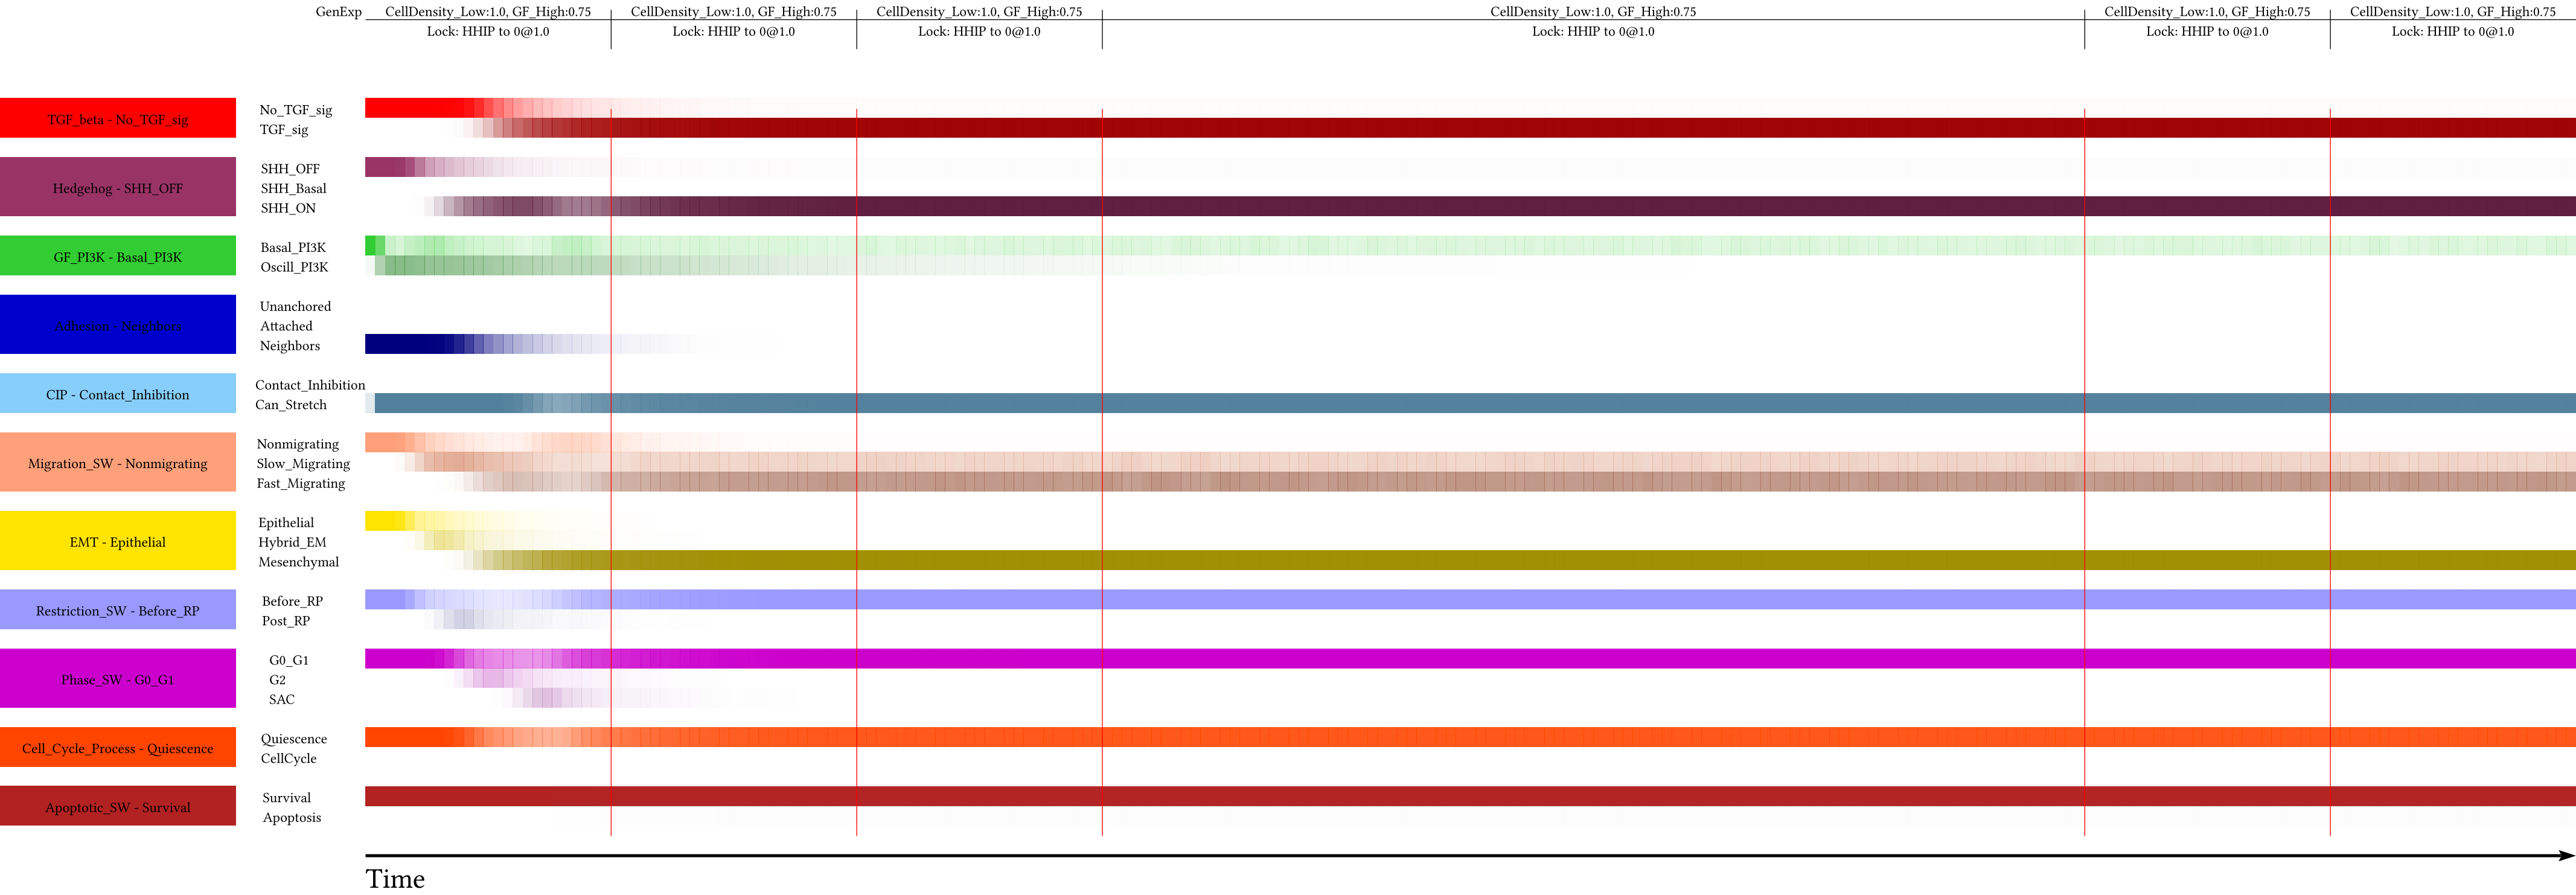 GenExp CellDensity_Low:1.0, GF_High:0.75 CellDensity_Low:1.0, GF_High:0.75 CellDensity_Low:1.0, GF_High:0.75 CellDensity_Low:1.0, GF_High:0.75 CellDensity_Low:1.0, GF_High:0.75 CellDensity_Low:1.0, GF_High:0.75
Lock: HHIP to 0@1.0 Lock: HHIP to 0@1.0 Lock: HHIP to 0@1.0 Lock: HHIP to 0@1.0 Lock: HHIP to 0@1.0 Lock: HHIP to 0@1.0
TGF_beta - No_TGF_sig
No_TGF_sig
TGF_sig
Hedgehog - SHH_OFF
SHH_OFF
SHH_Basal
SHH_ON
GF_PI3K - Basal_PI3K
Basal_PI3K
Oscill_PI3K
Adhesion - Neighbors
Unanchored
Attached
Neighbors
CIP - Contact_Inhibition
Contact_Inhibition
Can_Stretch
Migration_SW - Nonmigrating
Nonmigrating
Slow_Migrating
Fast_Migrating
EMT - Epithelial
Epithelial
Hybrid_EM
Mesenchymal
Restriction_SW - Before_RP
Before_RP
Post_RP
Phase_SW - G0_G1
G0_G1
G2
SAC
Cell_Cycle_Process - Quiescence
Quiescence
CellCycle
Apoptotic_SW - Survival
Survival
Apoptosis
Time